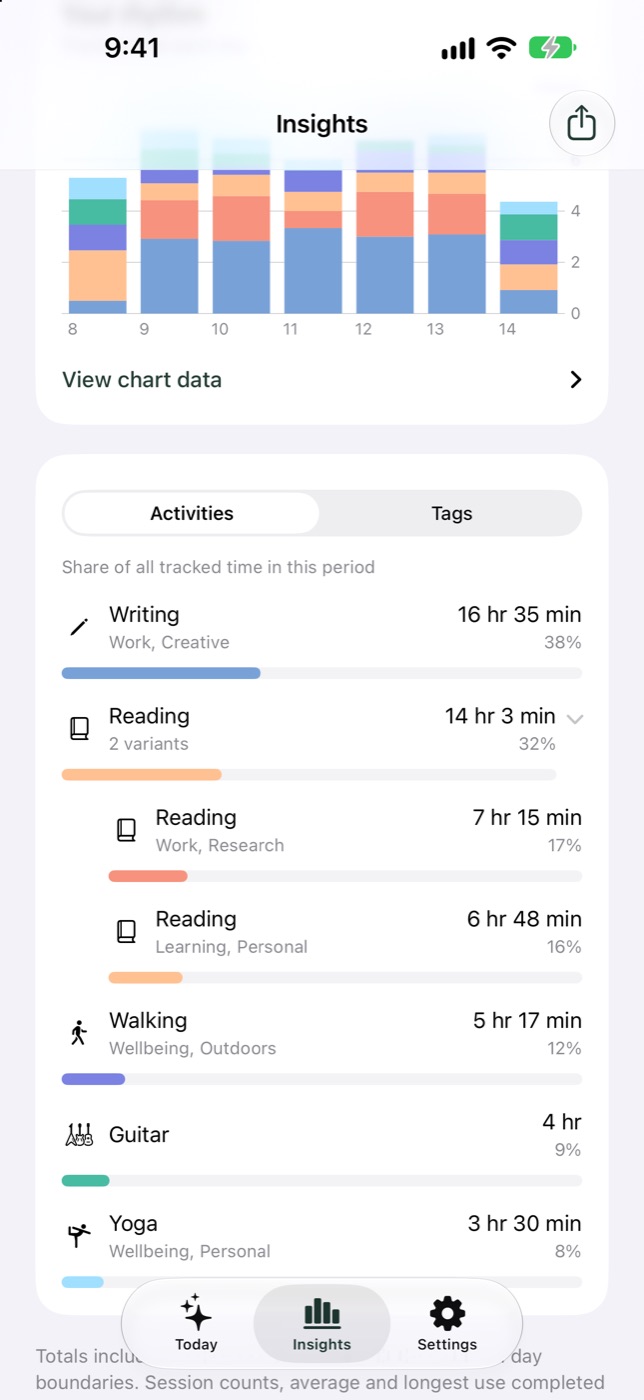 9:41
Insights
4
2
0
8 9 10 11 12 13 14
View chart data
Activities Tags
Share of all tracked time in this period
Writing 16 hr 35 min
Work, Creative 38%
Reading 14 hr 3 min
2 variants 32%
Reading 7 hr 15 min
Work, Research 17%
Reading 6 hr 48 min
Learning, Personal 16%
Walking 5 hr 17 min
Wellbeing, Outdoors 12%
Guitar 4 hr
9%
Yoga 3 hr 30 min
Wellbeing, Personal 8%
Today Insights Settings
Totals day
boundaries. Session counts, average and longest use completed